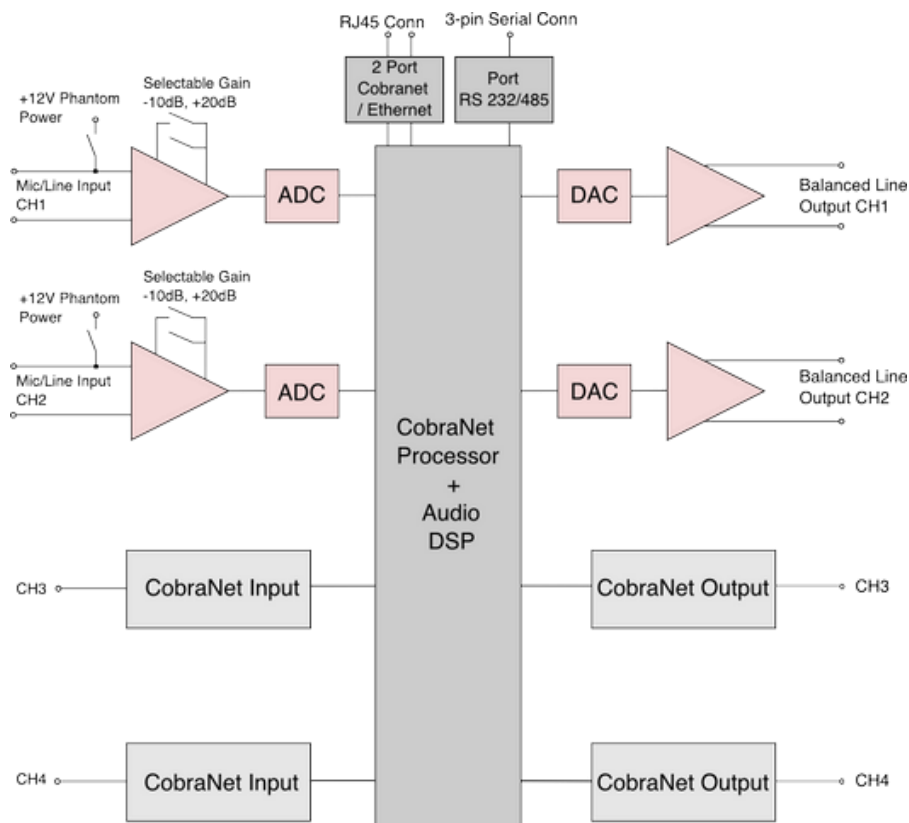 RJ45 Conn
3-pin Serial Conn
2 Port
Cobranet
/ Ethernet
Port
RS 232/485
+12V Phantom
Power
Selectable Gain
-10dB, +20dB
Mic/Line Input
CH1
ADC
DAC
Balanced Line
Output CH1
+12V Phantom
Power
Selectable Gain
-10dB, +20dB
Mic/Line Input
CH2
ADC
DAC
Balanced Line
Output CH2
CobraNet
Processor
+
Audio
DSP
CH3
CobraNet Input
CobraNet Output
CH3
CH4
CobraNet Input
CobraNet Output
CH4